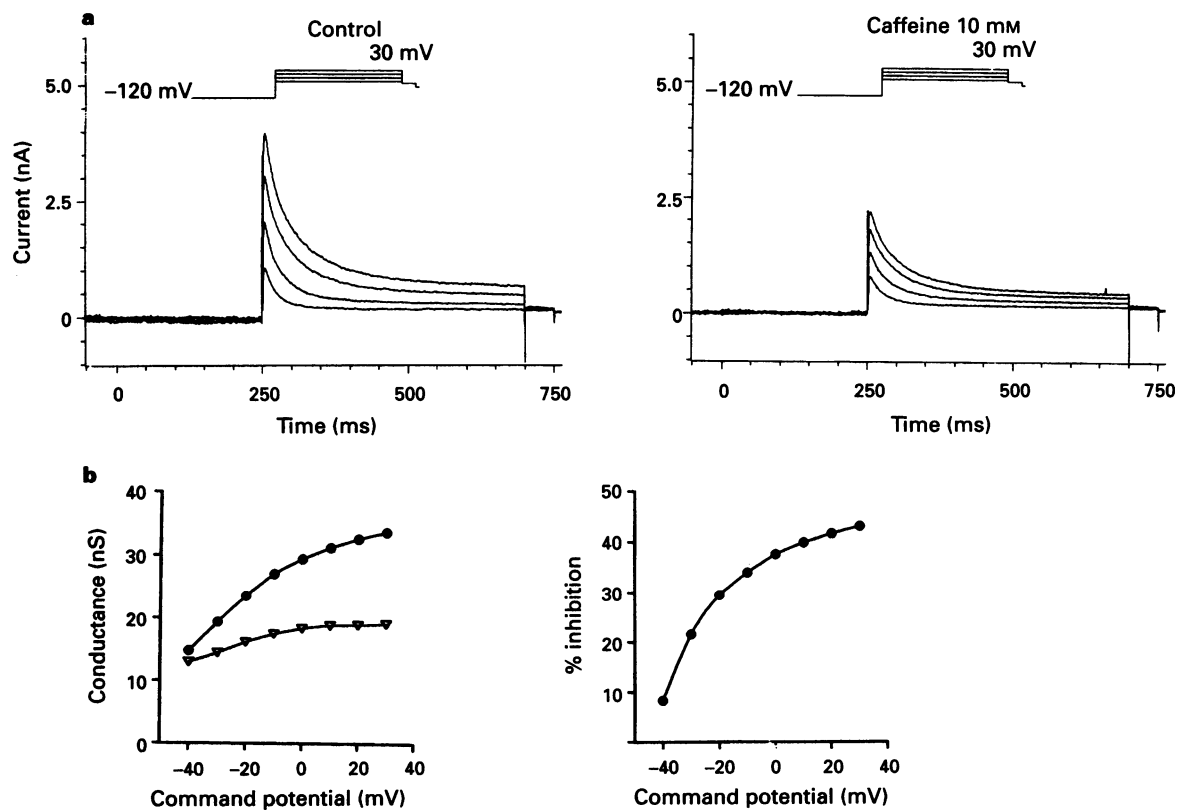 a
Control
30 mV
−120 mV
5.0
2.5
0
Current (nA)
0 250 500 750
Time (ms)
Caffeine 10 mM
30 mV
−120 mV
5.0
2.5
0
0 250 500 750
Time (ms)
b
40
30
20
10
0
Conductance (nS)
−40 −20 0 20 40
Command potential (mV)
50
40
30
20
10
% inhibition
−40 −20 0 20 40
Command potential (mV)